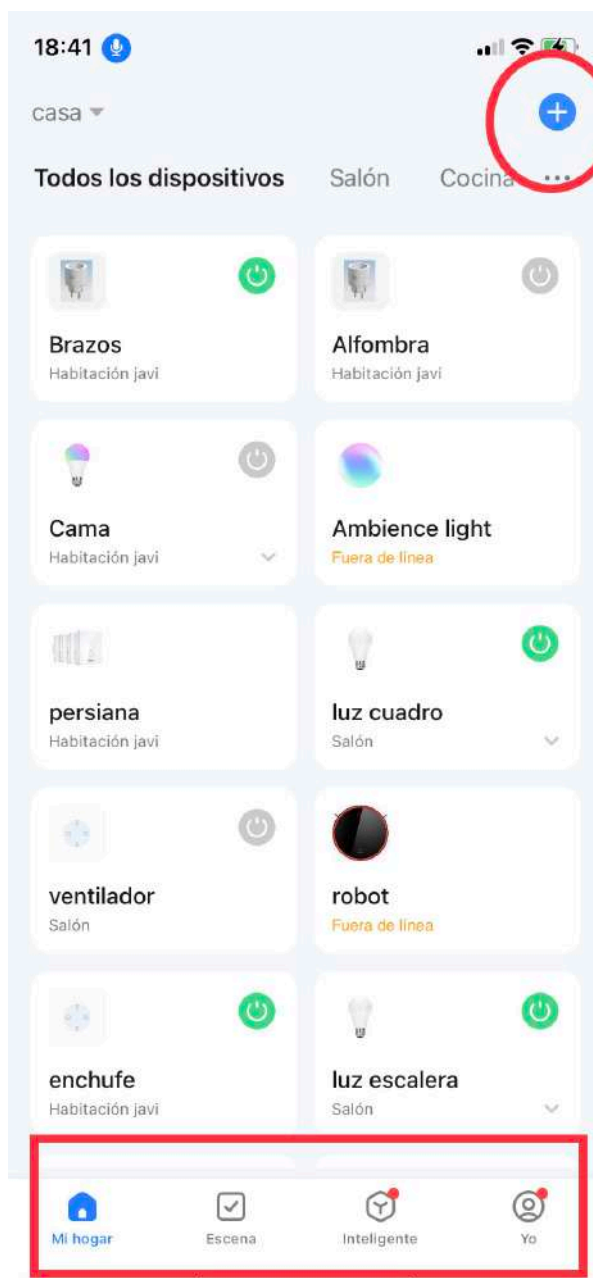 18:41
casa
Todos los dispositivos Salón Cocina ...
Brazos
Habitación javi
Alfombra
Habitación javi
Cama
Habitación javi
Ambience light
Fuera de línea
persiana
Habitación javi
luz cuadro
Salón
ventilador
Salón
robot
Fuera de línea
enchufe
Habitación javi
luz escalera
Salón
Mi hogar Escena Inteligente Yo